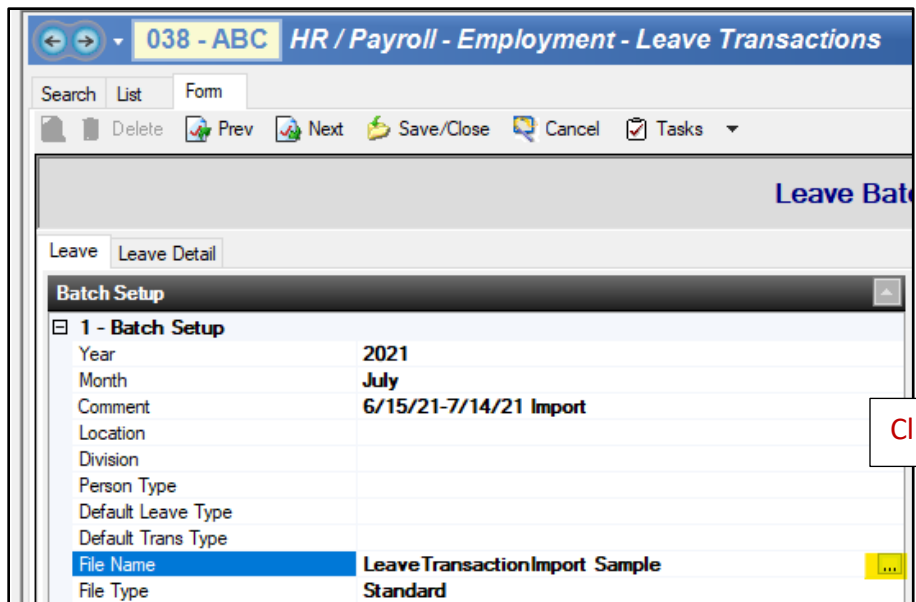 038 - ABC HR / Payroll - Employment - Leave Transactions
Search List Form
Delete Prev Next Save/Close Cancel Tasks
Leave Bat
Leave Leave Detail
Batch Setup
1 - Batch Setup
Year 2021
Month July
Comment 6/15/21-7/14/21 Import
Location
Cl
Division
Person Type
Default Leave Type
Default Trans Type
File Name LeaveTransactionImport Sample ...
File Type Standard